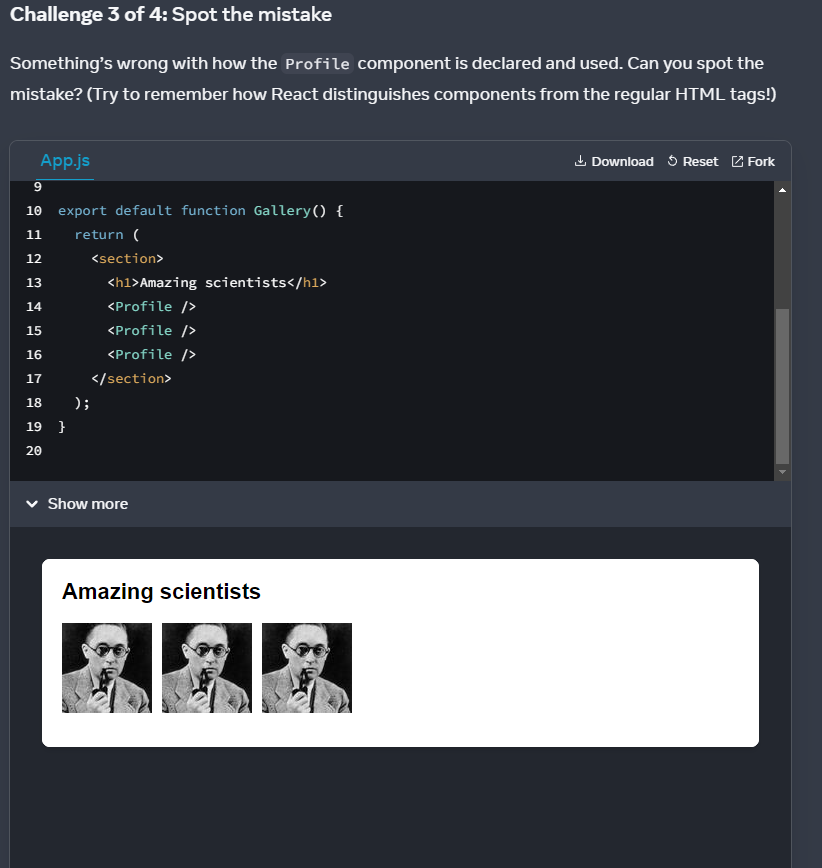 Challenge 3 of 4: Spot the mistake
Something's wrong with how the Profile component is declared and used. Can you spot the
mistake? (Try to remember how React distinguishes components from the regular HTML tags!)
App.js Download Reset Fork
9
10 export default function Gallery() {
11   return (
12     <section>
13       <h1>Amazing scientists</h1>
14       <Profile />
15       <Profile />
16       <Profile />
17     </section>
18   );
19 }
20
Show more
Amazing scientists